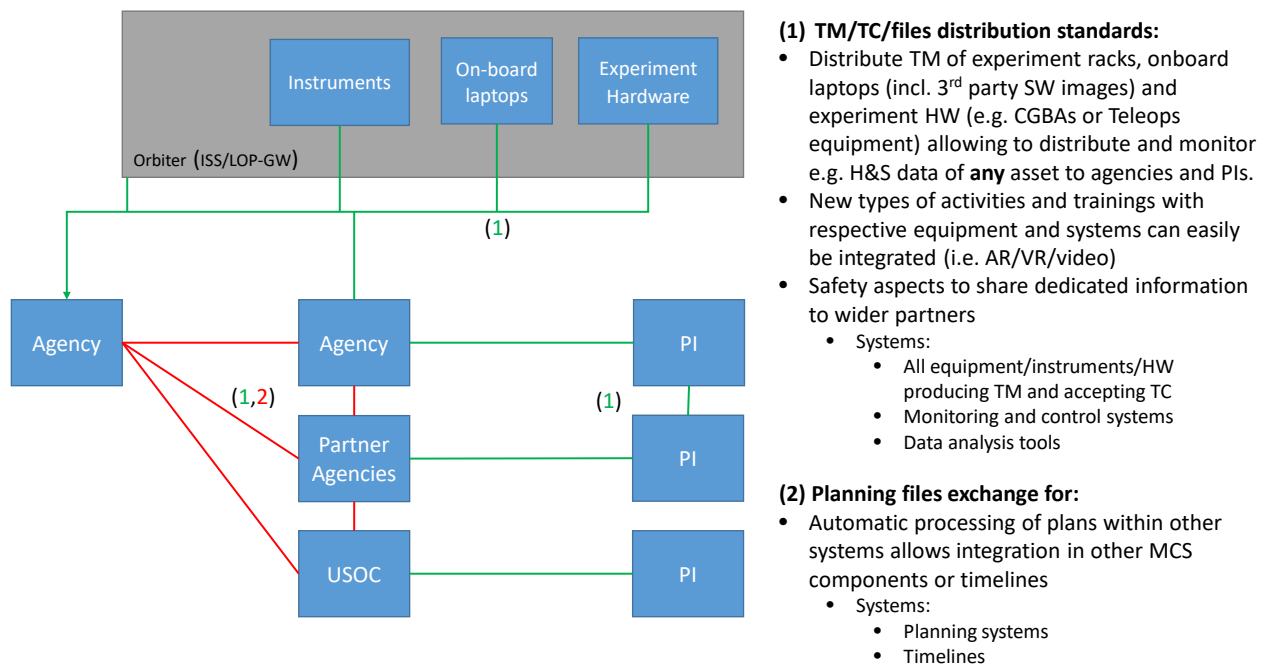 Instruments
On-board
laptops
Experiment
Hardware
Orbiter (ISS/LOP-GW)
(1)
Agency
Agency
PI
(1,2)
(1)
Partner
Agencies
PI
USOC
PI
(1) TM/TC/files distribution standards:
• Distribute TM of experiment racks, onboard
laptops (incl. 3rd party SW images) and
experiment HW (e.g. CGBAs or Teleops
equipment) allowing to distribute and monitor
e.g. H&S data of any asset to agencies and PIs.
• New types of activities and trainings with
respective equipment and systems can easily
be integrated (i.e. AR/VR/video)
• Safety aspects to share dedicated information
to wider partners
• Systems:
• All equipment/instruments/HW
producing TM and accepting TC
• Monitoring and control systems
• Data analysis tools
(2) Planning files exchange for:
• Automatic processing of plans within other
systems allows integration in other MCS
components or timelines
• Systems:
• Planning systems
• Timelines